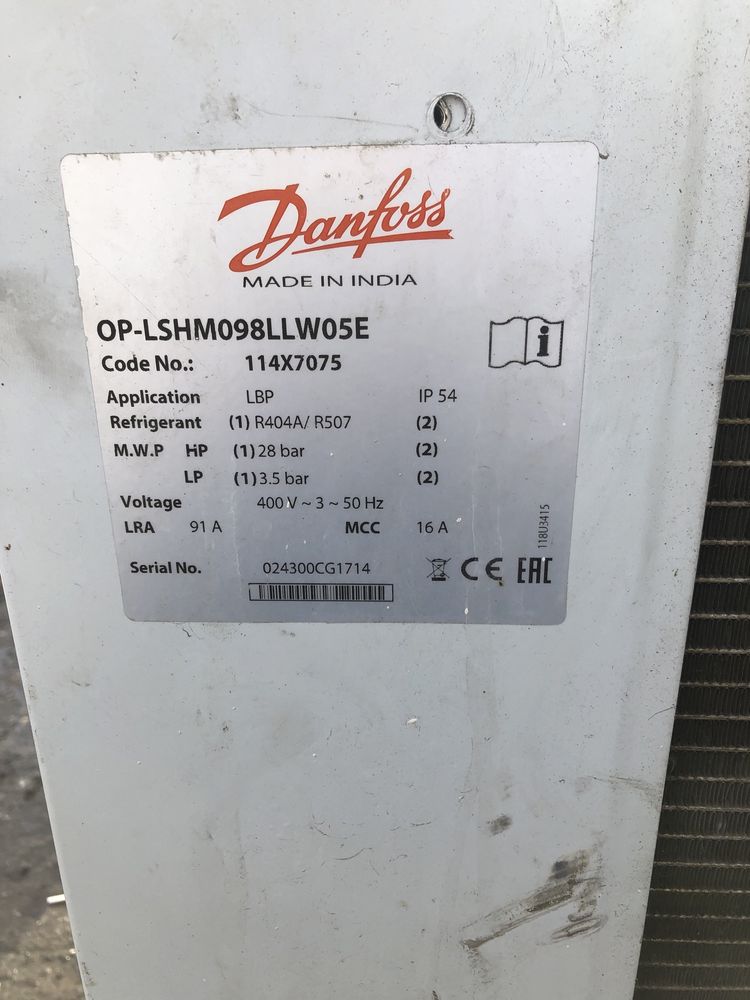 Danfoss
MADE IN INDIA
OP-LSHM098LLW05E
i
Code No.: 114X7075
Application LBP IP 54
Refrigerant (1) R404A/ R507 (2)
M.W.P HP (1) 28 bar (2)
LP (1) 3.5 bar (2)
Voltage 400 V ~ 3 ~ 50 Hz
LRA 91 A MCC 16 A
118U3415
Serial No. 024300CG1714
CE EAC